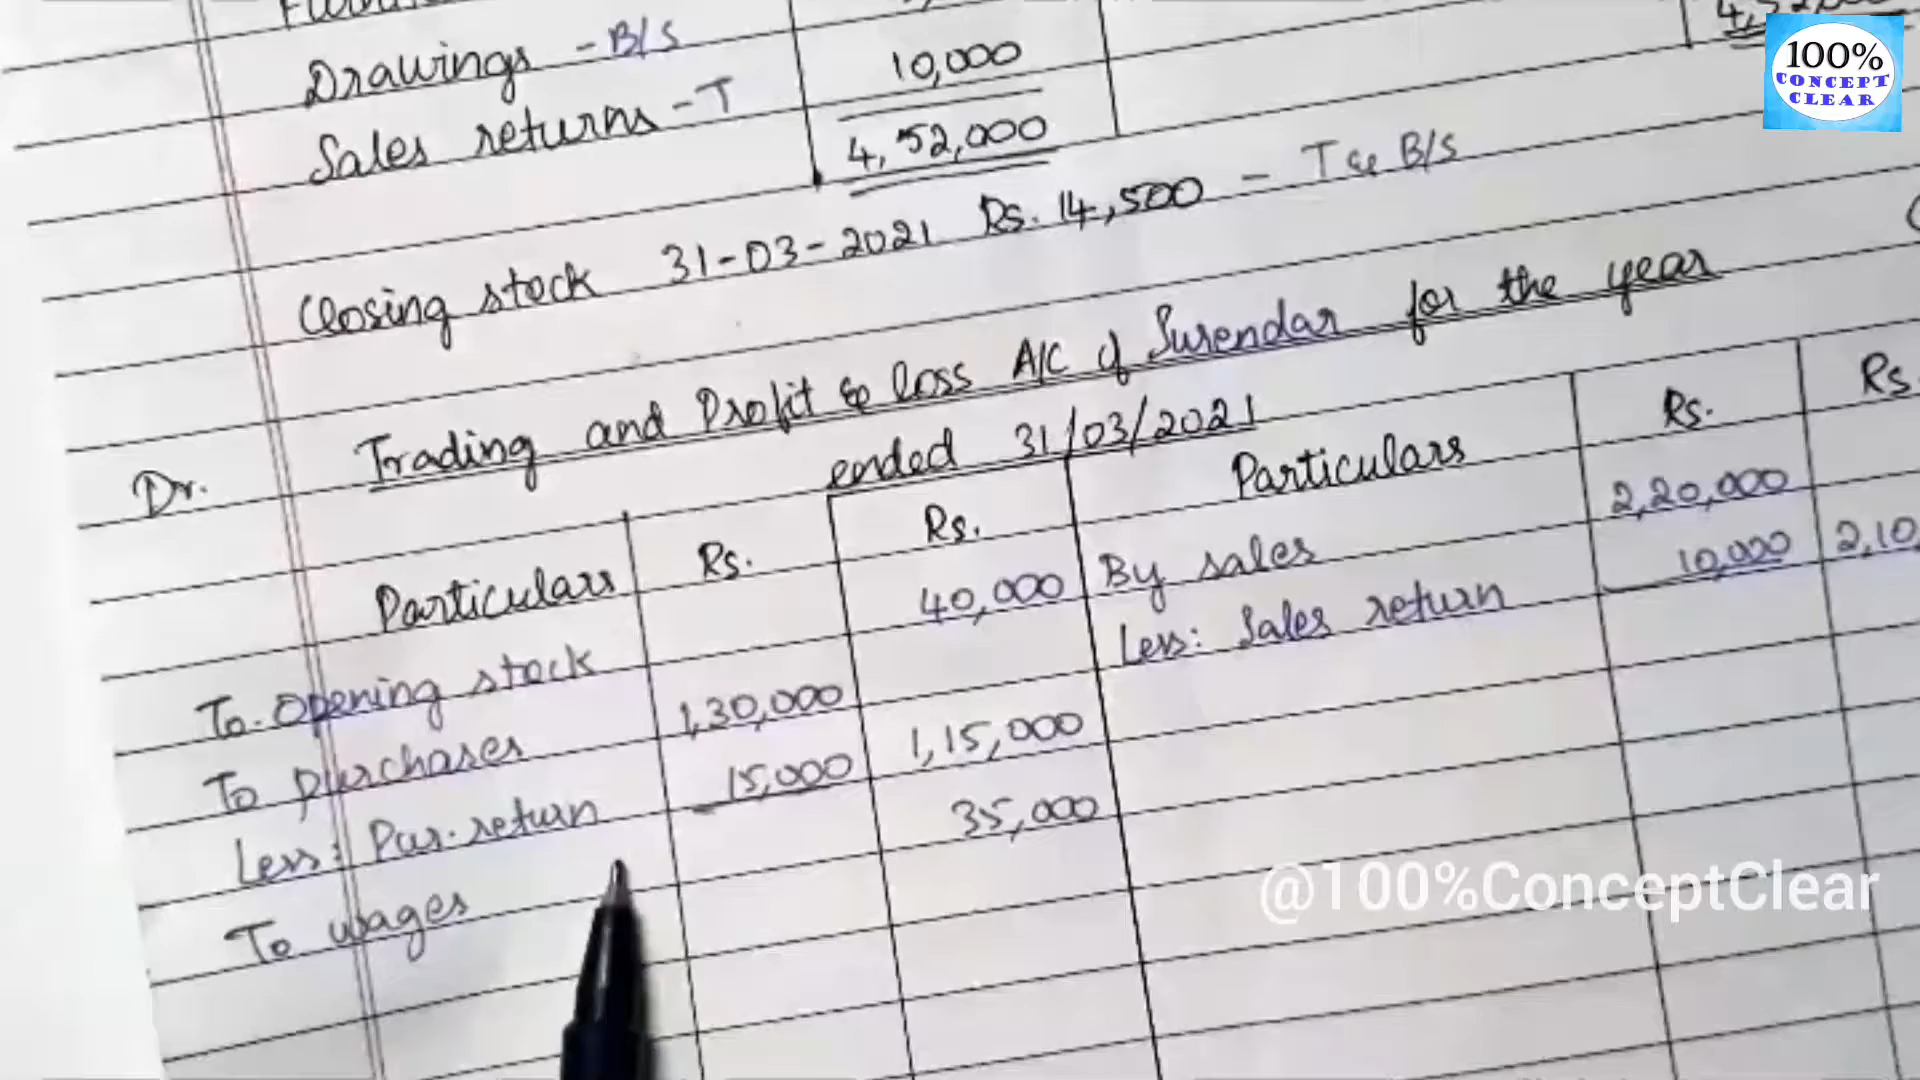 Drawings - B/S
Sales returns - T 10,000
4,52,000
Closing stock 31-03-2021 Rs. 14,500 - T & B/S
Trading and Profit & loss A/C of Surendar for the year
ended 31/03/2021
Dr.
Particulars Rs. Rs. Particulars Rs. Rs.
To Opening stock 40,000 By sales 2,20,000
To purchases 1,30,000 Less: Sales return 10,000 2,10,
Less: Pur. return 15,000 1,15,000
To wages 35,000
100%
CONCEPT
CLEAR
@100%ConceptClear